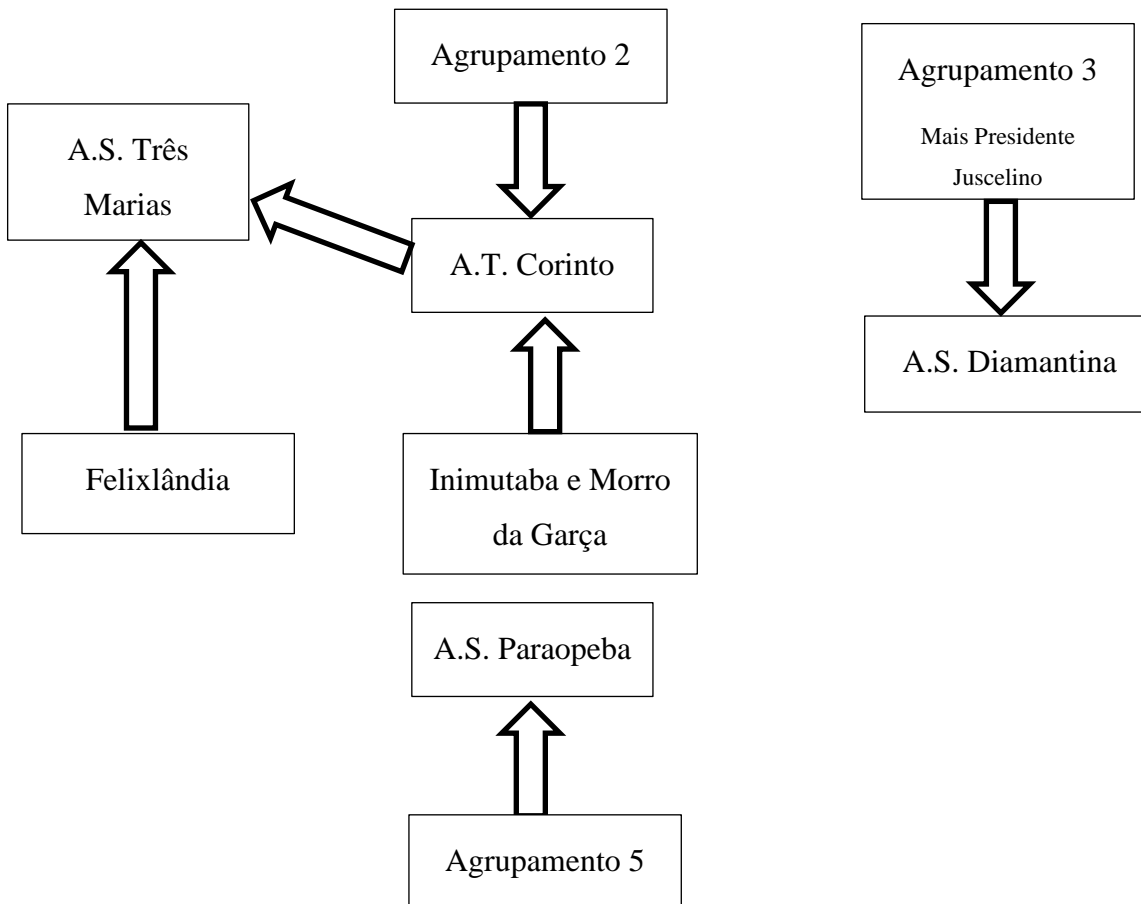 Agrupamento 2
Agrupamento 3
Mais Presidente
Juscelino
A.S. Três
Marias
A.T. Corinto
A.S. Diamantina
Felixlândia
Inimutaba e Morro
da Garça
A.S. Paraopeba
Agrupamento 5